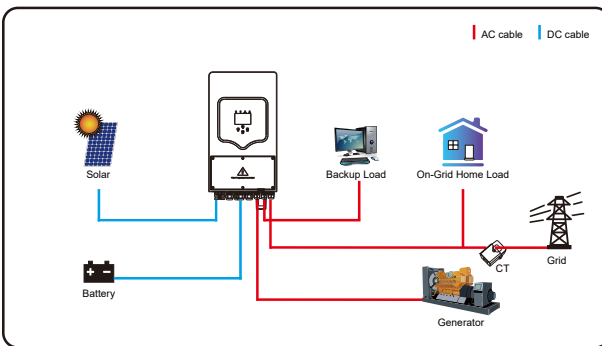 AC cable
DC cable
Solar
Backup Load
On-Grid Home Load
CT
Grid
Battery
Generator